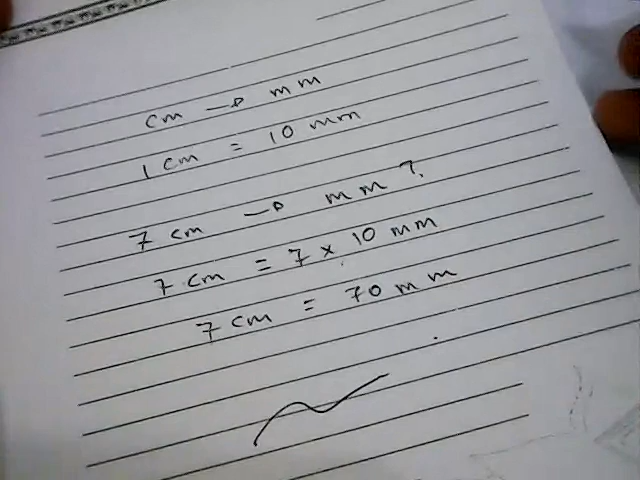 cm → mm
1 cm = 10 mm
7 cm → mm ?
7 cm = 7 × 10 mm
7 cm = 70 mm